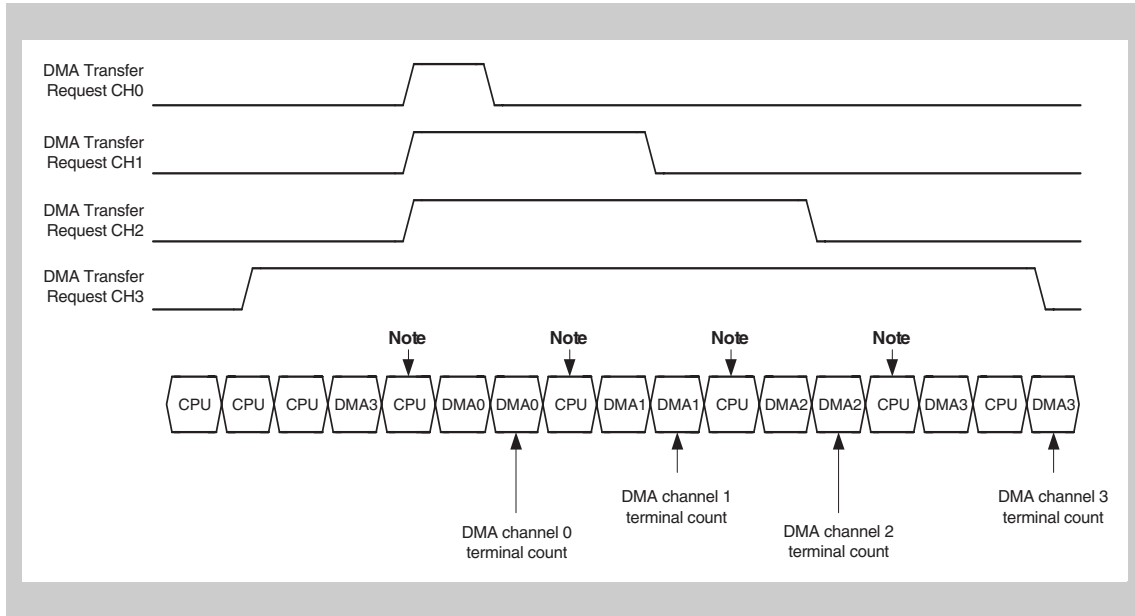 DMA Transfer
Request CH0
DMA Transfer
Request CH1
DMA Transfer
Request CH2
DMA Transfer
Request CH3
Note Note Note Note
CPU CPU CPU DMA3 CPU DMA0 DMA0 CPU DMA1 DMA1 CPU DMA2 DMA2 CPU DMA3 CPU DMA3
DMA channel 0
terminal count
DMA channel 1
terminal count
DMA channel 2
terminal count
DMA channel 3
terminal count